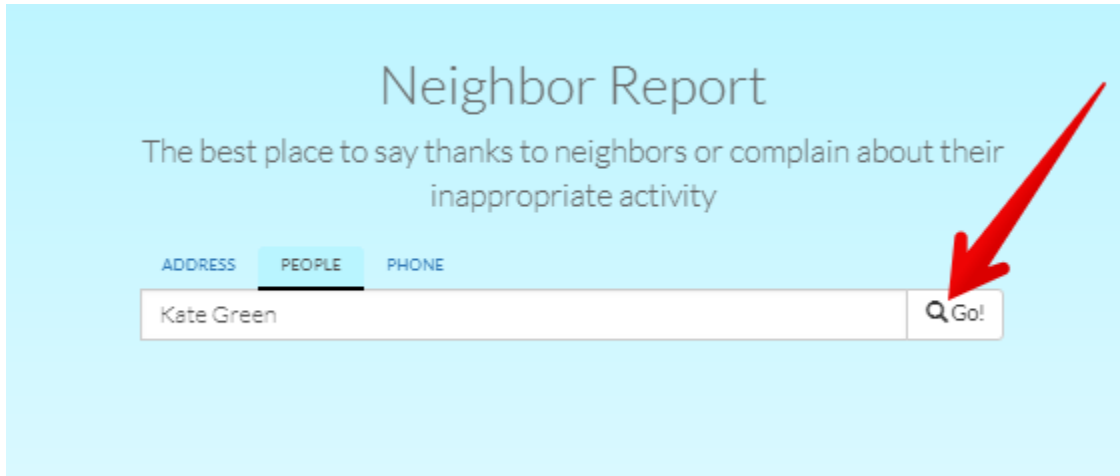 Neighbor Report
The best place to say thanks to neighbors or complain about their
inappropriate activity
ADDRESS PEOPLE PHONE
Kate Green Go!